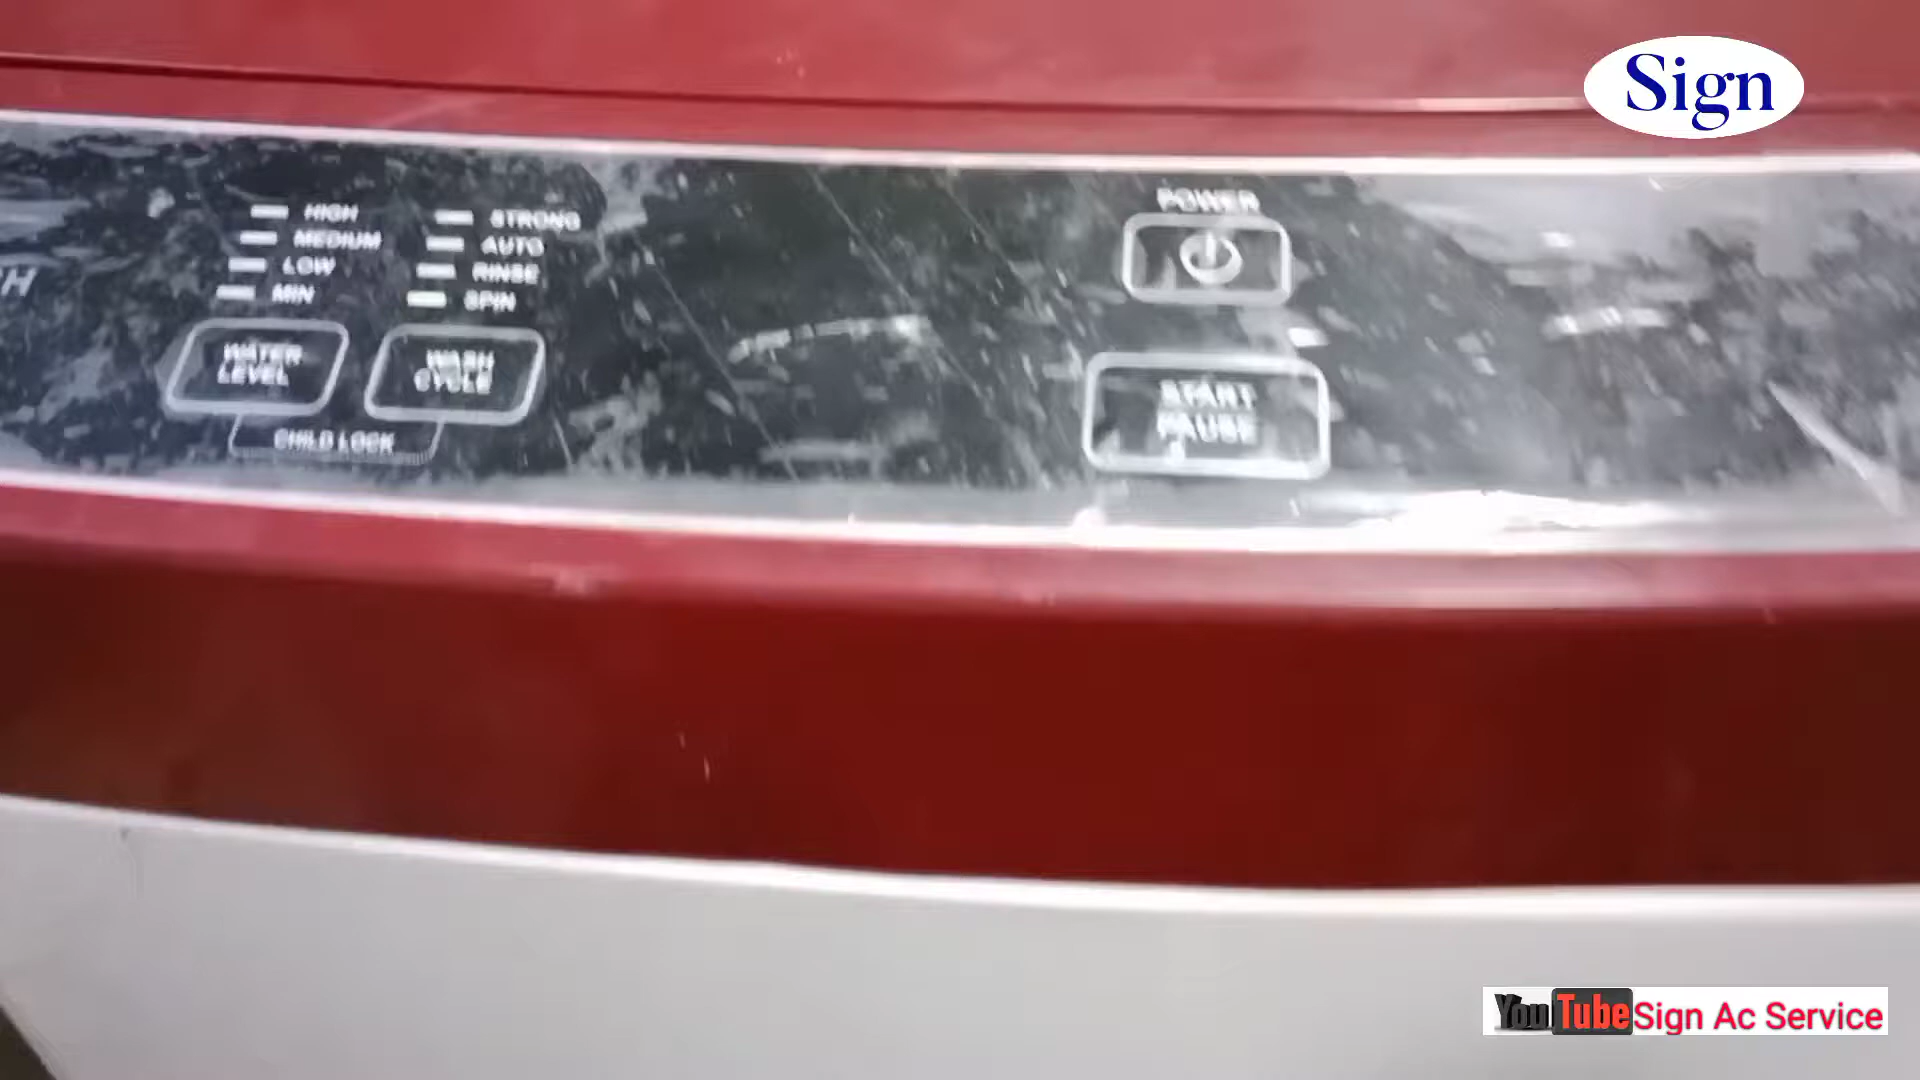 Sign
POWER
HIGH
STRONG
MEDIUM
AUTO
LOW
RINSE
MIN
SPIN
WATER
LEVEL
WASH
CYCLE
START
PAUSE
CHILD LOCK
YouTube Sign Ac Service